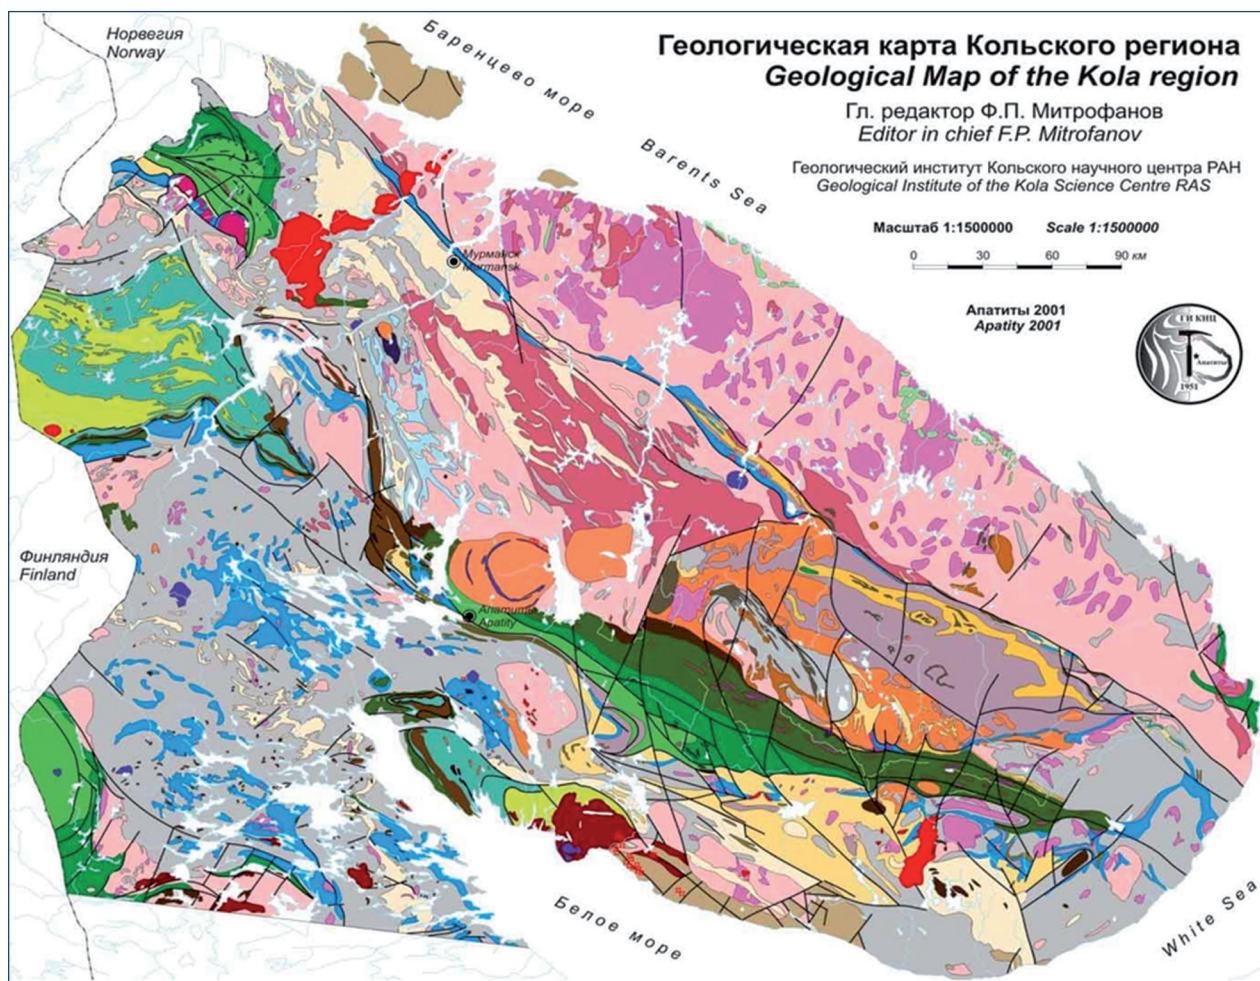 Норвегия
Norway
Баренцево море
Barents Sea
Геологическая карта Кольского региона
Geological Map of the Kola region
Гл. редактор Ф.П. Митрофанов
Editor in chief F.P. Mitrofanov
Геологический институт Кольского научного центра РАН
Geological Institute of the Kola Science Centre RAS
Масштаб 1:1500000 Scale 1:1500000
0 30 60 90 км
Апатиты 2001
Apatity 2001
ГИ КНЦ
Апатиты
1951
Мурманск
Murmansk
Финляндия
Finland
Апатиты
Apatity
Белое море
White Sea